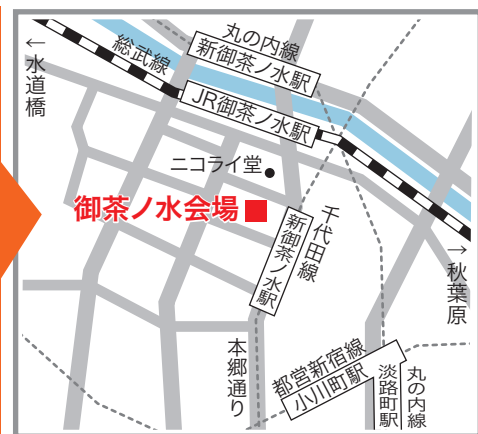 丸の内線
新御茶ノ水駅
総武線
←水道橋
JR御茶ノ水駅
ニコライ堂
御茶ノ水会場
千代田線
新御茶ノ水駅
→秋葉原
本郷通り
都営新宿線
小川町駅
淡路町駅
丸の内線